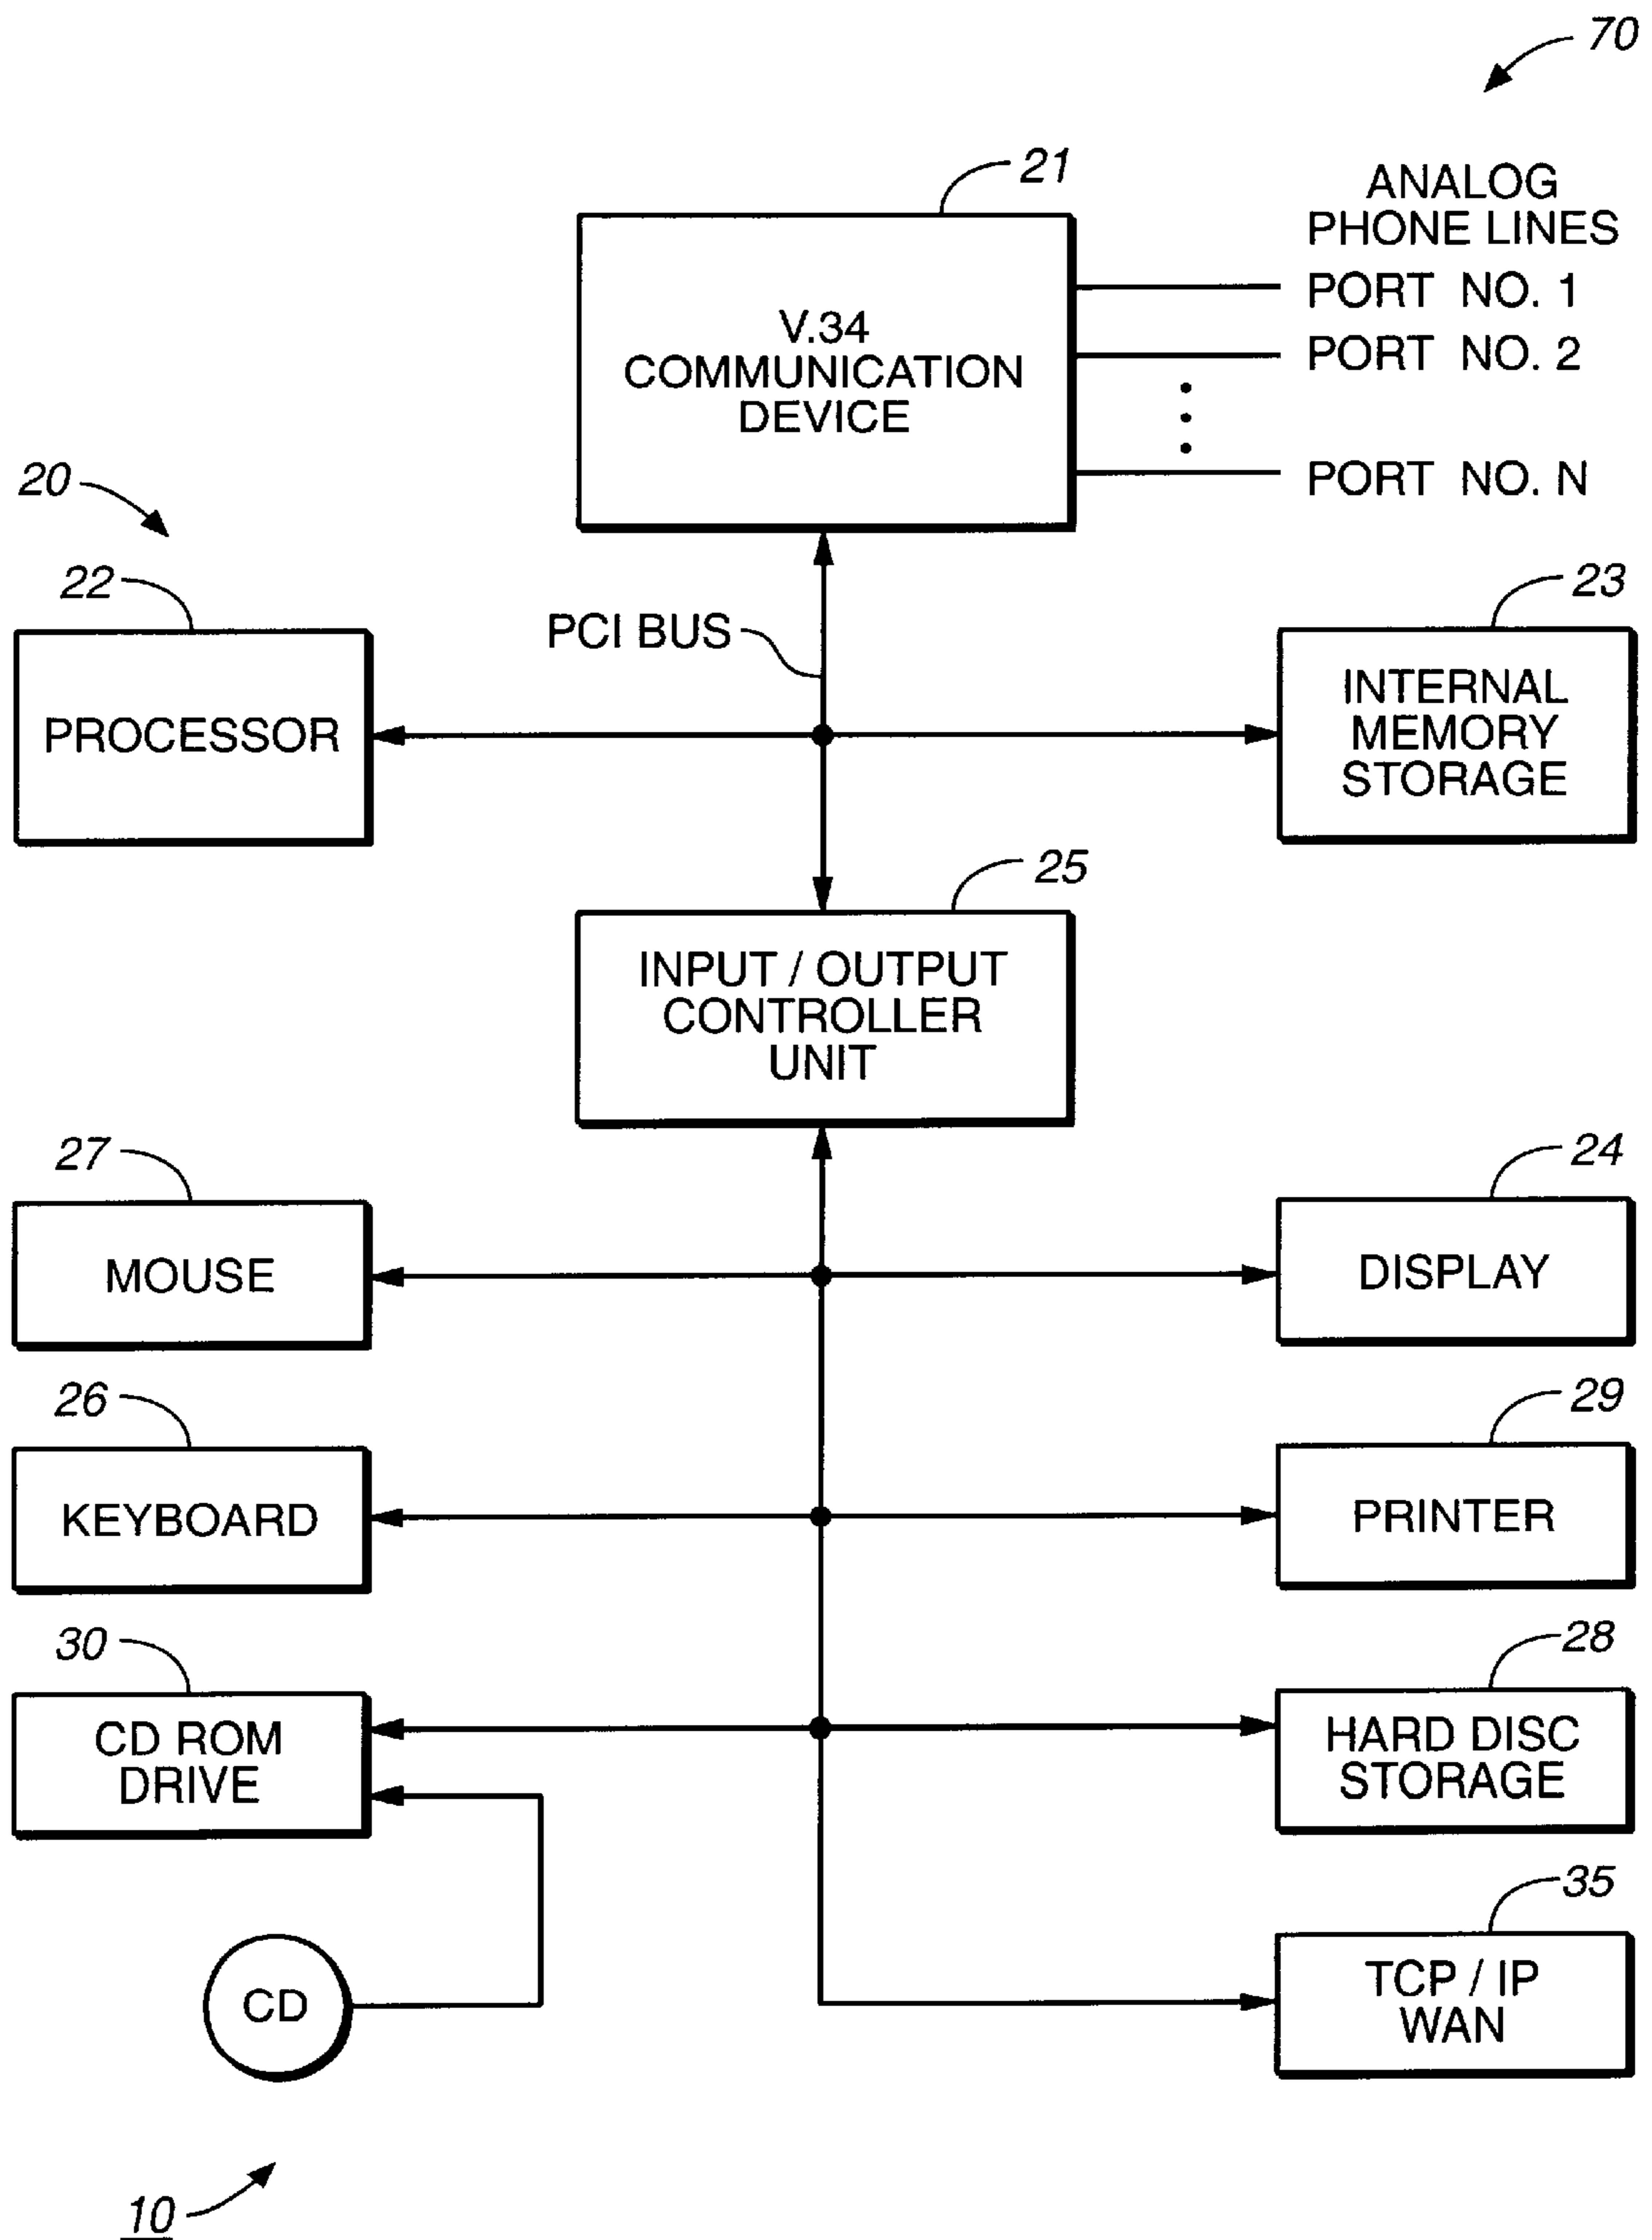 70
21
ANALOG
PHONE LINES
PORT NO. 1
PORT NO. 2
PORT NO. N
V.34
COMMUNICATION
DEVICE
20
22
PROCESSOR
PCI BUS
23
INTERNAL
MEMORY
STORAGE
25
INPUT / OUTPUT
CONTROLLER
UNIT
27
MOUSE
24
DISPLAY
26
KEYBOARD
29
PRINTER
30
CD ROM
DRIVE
28
HARD DISC
STORAGE
CD
35
TCP / IP
WAN
10